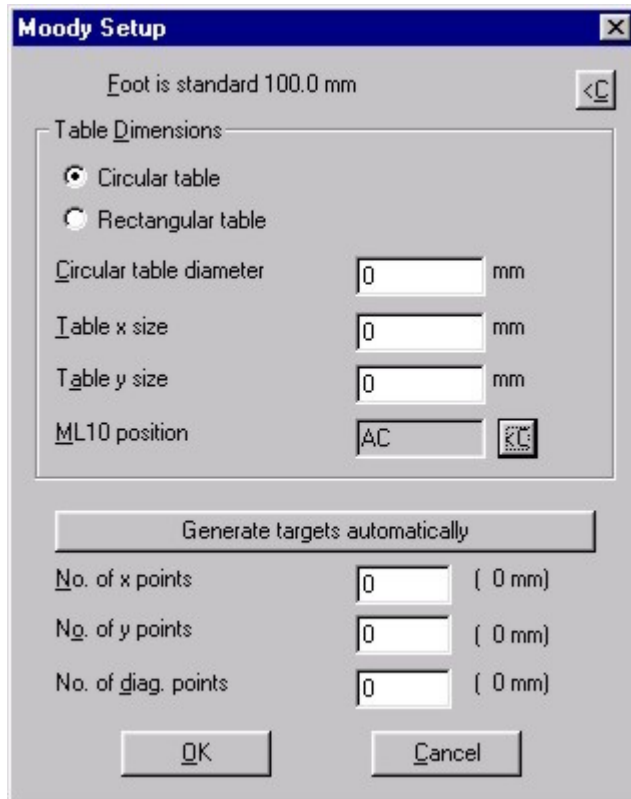 Moody Setup
Foot is standard 100.0 mm
<C
Table Dimensions
Circular table
Rectangular table
Circular table diameter 0 mm
Table x size 0 mm
Table y size 0 mm
ML10 position AC <C
Generate targets automatically
No. of x points 0 ( 0 mm)
No. of y points 0 ( 0 mm)
No. of diag. points 0 ( 0 mm)
OK Cancel